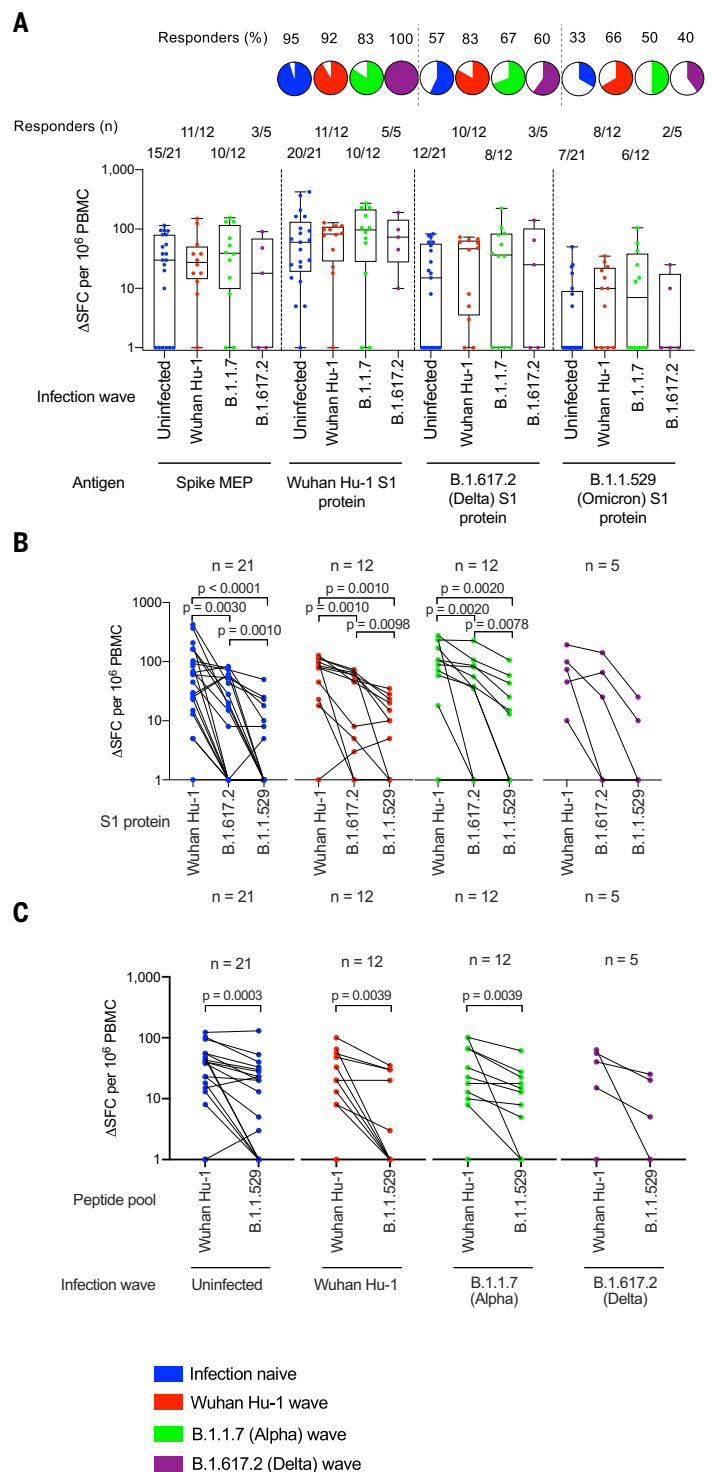 A
Responders (%)
95 92 83 100 57 83 67 60 33 66 50 40
Responders (n)
11/12 3/5 11/12 5/5 10/12 3/5 8/12 2/5
15/21 10/12 20/21 10/12 12/21 8/12 7/21 6/12
1,000
100
10
1
ΔSFC per 10⁶ PBMC
Infection wave
Uninfected
Wuhan Hu-1
B.1.1.7
B.1.617.2
Uninfected
Wuhan Hu-1
B.1.1.7
B.1.617.2
Uninfected
Wuhan Hu-1
B.1.1.7
B.1.617.2
Uninfected
Wuhan Hu-1
B.1.1.7
B.1.617.2
Antigen
Spike MEP
Wuhan Hu-1 S1
protein
B.1.617.2
(Delta) S1
protein
B.1.1.529
(Omicron) S1
protein
B
n = 21 n = 12 n = 12 n = 5
p < 0.0001 p = 0.0010 p = 0.0020
p = 0.0030 p = 0.0010 p = 0.0020
p = 0.0010 p = 0.0098 p = 0.0078
1000
100
10
1
ΔSFC per 10⁶ PBMC
S1 protein
Wuhan Hu-1
B.1.617.2
B.1.1.529
Wuhan Hu-1
B.1.617.2
B.1.1.529
Wuhan Hu-1
B.1.617.2
B.1.1.529
Wuhan Hu-1
B.1.617.2
B.1.1.529
n = 21 n = 12 n = 12 n = 5
C
n = 21 n = 12 n = 12 n = 5
p = 0.0003 p = 0.0039 p = 0.0039
1,000
100
10
1
ΔSFC per 10⁶ PBMC
Peptide pool
Wuhan Hu-1
B.1.1.529
Wuhan Hu-1
B.1.1.529
Wuhan Hu-1
B.1.1.529
Wuhan Hu-1
B.1.1.529
Infection wave
Uninfected
Wuhan Hu-1
B.1.1.7
(Alpha)
B.1.617.2
(Delta)
Infection naive
Wuhan Hu-1 wave
B.1.1.7 (Alpha) wave
B.1.617.2 (Delta) wave